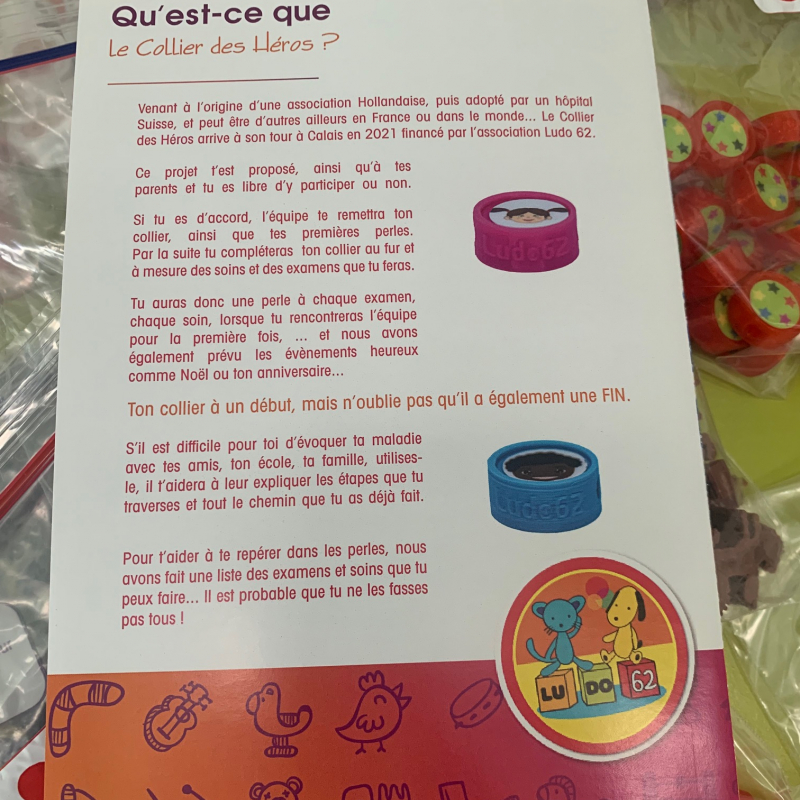 Qu'est-ce que
Le Collier des Héros ?
Venant à l'origine d'une association Hollandaise, puis adopté par un hôpital
Suisse, et peut être d'autres ailleurs en France ou dans le monde... Le Collier
des Héros arrive à son tour à Calais en 2021 financé par l'association Ludo 62.
Ce projet t'est proposé, ainsi qu'à tes
parents et tu es libre d'y participer ou non.
Si tu es d'accord, l'équipe te remettra ton
collier, ainsi que tes premières perles.
Par la suite tu compléteras ton collier au fur et
à mesure des soins et des examens que tu feras.
Ludo62
Tu auras donc une perle à chaque examen,
chaque soin, lorsque tu rencontreras l'équipe
pour la première fois, ... et nous avons
également prévu les évènements heureux
comme Noël ou ton anniversaire...
Ton collier à un début, mais n'oublie pas qu'il a également une FIN.
S'il est difficile pour toi d'évoquer ta maladie
avec tes amis, ton école, ta famille, utilises-
le, il t'aidera à leur expliquer les étapes que tu
traverses et tout le chemin que tu as déjà fait.
Ludo62
Pour t'aider à te repérer dans les perles, nous
avons fait une liste des examens et soins que tu
peux faire... Il est probable que tu ne les fasses
pas tous !
LU DO 62